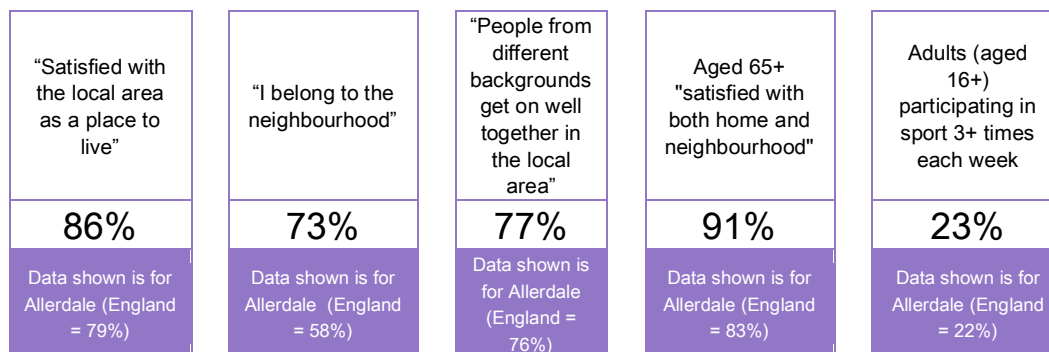 “Satisfied with
the local area
as a place to
live”
86%
Data shown is for
Allerdale (England
= 79%)
“I belong to the
neighbourhood”
73%
Data shown is for
Allerdale (England
= 58%)
“People from
different
backgrounds
get on well
together in
the local
area”
77%
Data shown is
for Allerdale
(England =
76%)
Aged 65+
"satisfied with
both home and
neighbourhood"
91%
Data shown is for
Allerdale (England
= 83%)
Adults (aged
16+)
participating in
sport 3+ times
each week
23%
Data shown is for
Allerdale (England
= 22%)